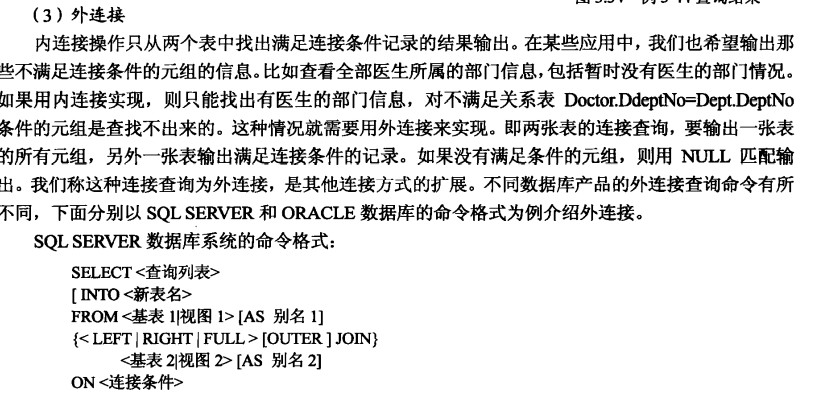 （3）外连接
内连接操作只从两个表中找出满足连接条件记录的结果输出。在某些应用中，我们也希望输出那
些不满足连接条件的元组的信息。比如查看全部医生所属的部门信息，包括暂时没有医生的部门情况。
如果用内连接实现，则只能找出有医生的部门信息，对不满足关系表 Doctor.DdeptNo=Dept.DeptNo
条件的元组是查找不出来的。这种情况就需要用外连接来实现。即两张表的连接查询，要输出一张表
的所有元组，另外一张表输出满足连接条件的记录。如果没有满足条件的元组，则用 NULL 匹配输
出。我们称这种连接查询为外连接，是其他连接方式的扩展。不同数据库产品的外连接查询命令有所
不同，下面分别以 SQL SERVER 和 ORACLE 数据库的命令格式为例介绍外连接。
SQL SERVER 数据库系统的命令格式：
SELECT <查询列表>
[ INTO <新表名>
FROM <基表 1|视图 1> [AS 别名 1]
{< LEFT | RIGHT | FULL > [OUTER ] JOIN}
<基表 2|视图 2> [AS 别名 2]
ON <连接条件>